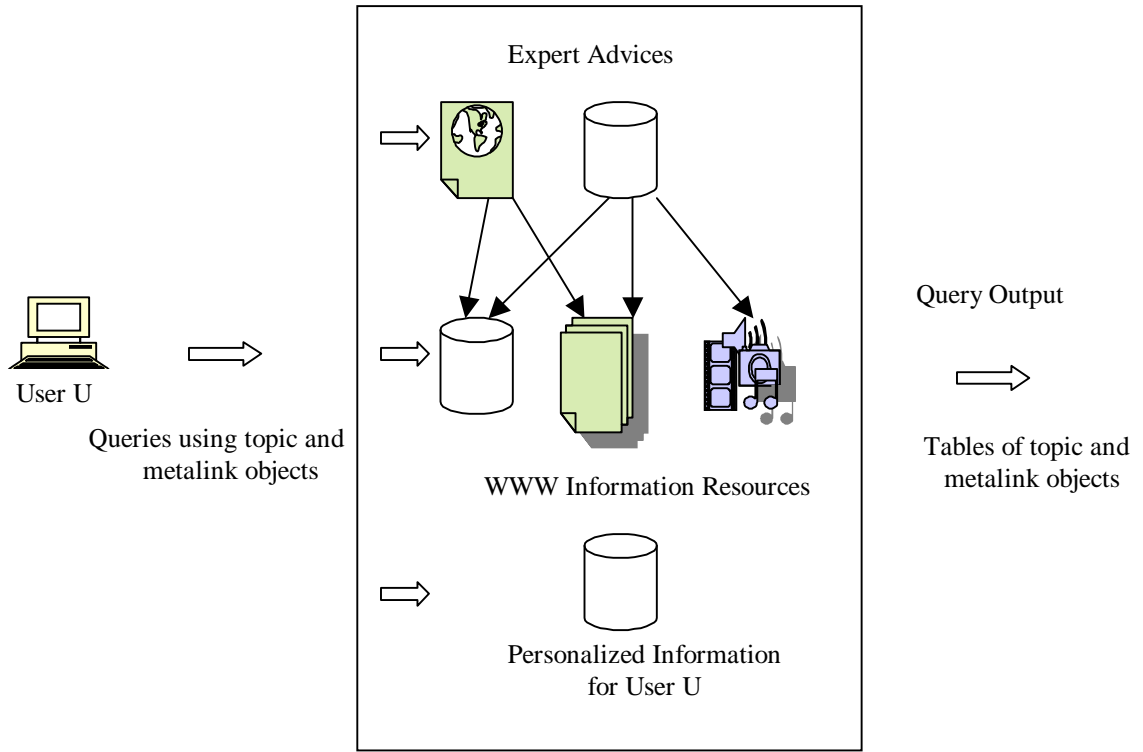 Expert Advices
User U
Queries using topic and
metalink objects
WWW Information Resources
Personalized Information
for User U
Query Output
Tables of topic and
metalink objects